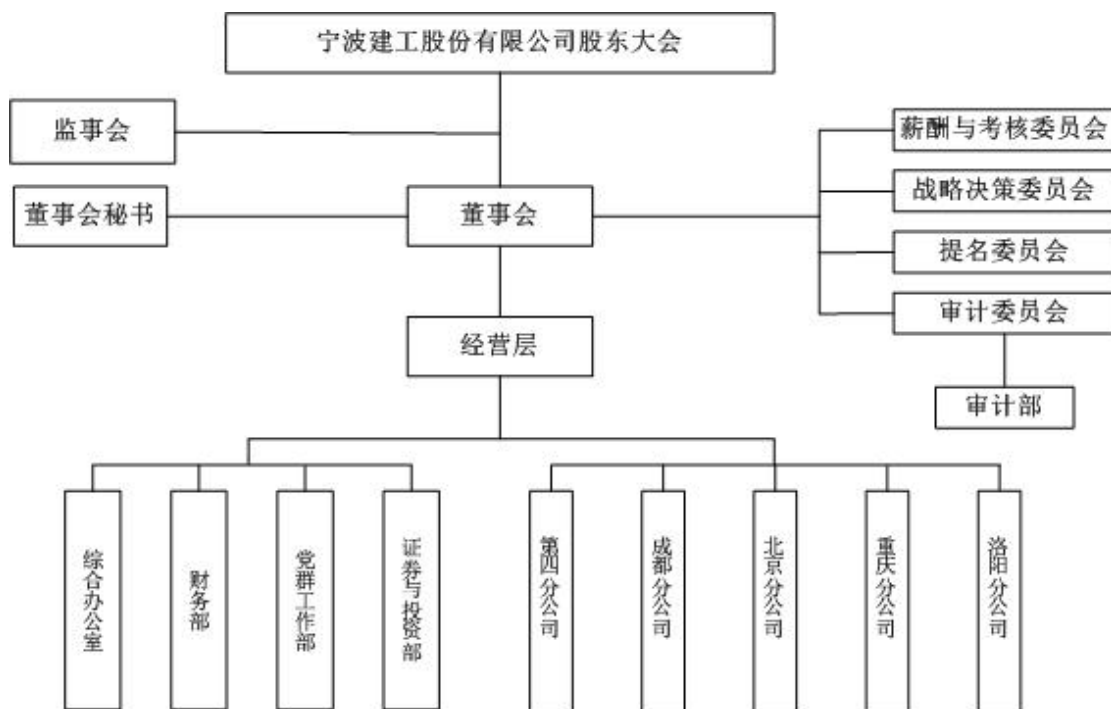 宁波建工股份有限公司股东大会
监事会
薪酬与考核委员会
战略决策委员会
董事会秘书
董事会
提名委员会
审计委员会
经营层
审计部
综合办公室
财务部
党群工作部
证券与投资部
第四分公司
成都分公司
北京分公司
重庆分公司
洛阳分公司